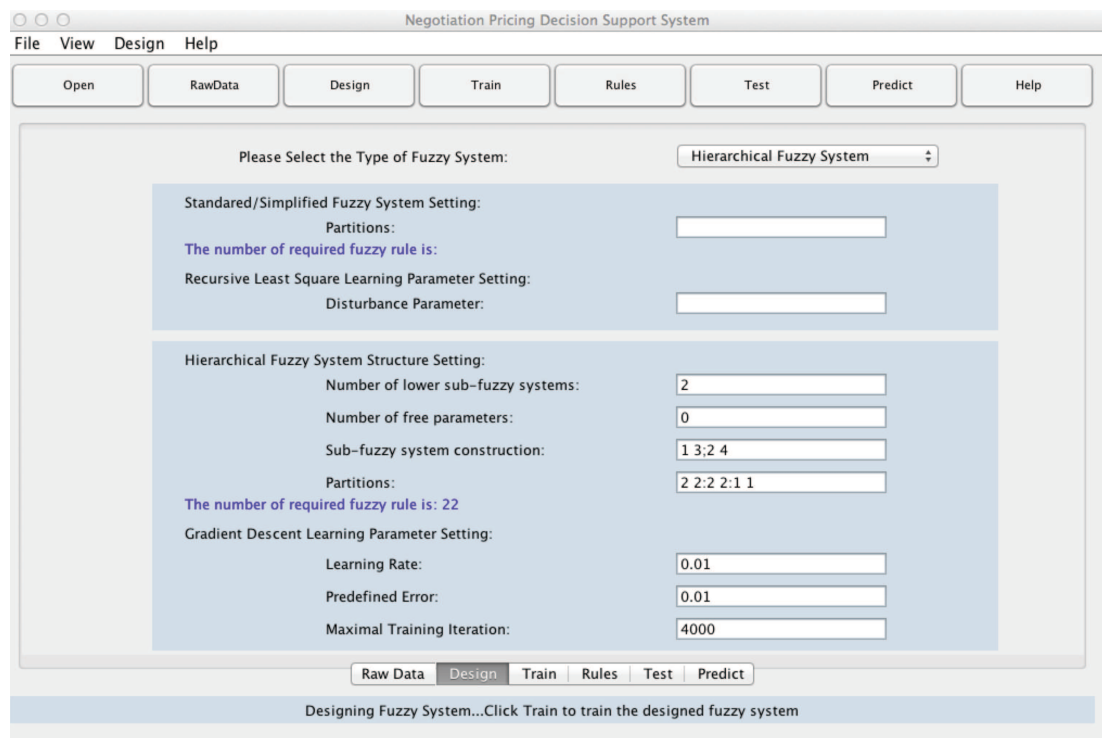 Negotiation Pricing Decision Support System
File View Design Help
Open RawData Design Train Rules Test Predict Help
Please Select the Type of Fuzzy System: Hierarchical Fuzzy System
Standared/Simplified Fuzzy System Setting:
Partitions:
The number of required fuzzy rule is:
Recursive Least Square Learning Parameter Setting:
Disturbance Parameter:
Hierarchical Fuzzy System Structure Setting:
Number of lower sub-fuzzy systems: 2
Number of free parameters: 0
Sub-fuzzy system construction: 1 3;2 4
Partitions: 2 2:2 2:1 1
The number of required fuzzy rule is: 22
Gradient Descent Learning Parameter Setting:
Learning Rate: 0.01
Predefined Error: 0.01
Maximal Training Iteration: 4000
Raw Data Design Train Rules Test Predict
Designing Fuzzy System...Click Train to train the designed fuzzy system